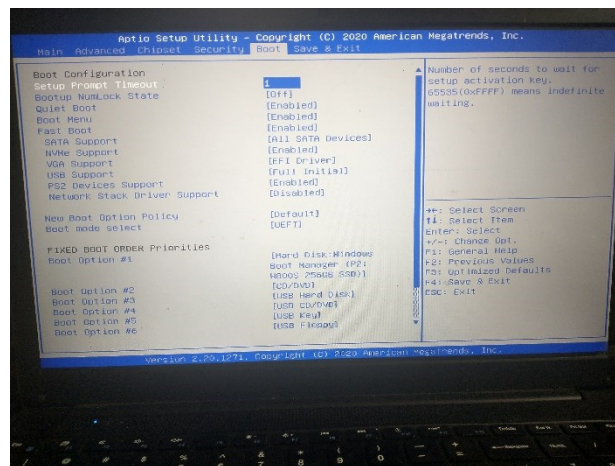 Aptio Setup Utility – Copyright (C) 2020 American Megatrends, Inc.
Main Advanced Chipset Security Boot Save & Exit
Boot Configuration
Setup Prompt Timeout 1
Bootup NumLock State [Off]
Quiet Boot [Enabled]
Boot Menu [Enabled]
Fast Boot [Enabled]
SATA Support [All SATA Devices]
NVMe Support [Enabled]
VGA Support [EFI Driver]
USB Support [Full Initial]
PS2 Devices Support [Enabled]
Network Stack Driver Support [Disabled]
New Boot Option Policy [Default]
Boot mode select [UEFI]
FIXED BOOT ORDER Priorities
Boot Option #1 [Hard Disk:Windows
Boot Manager (P2:
256GB SSD)]
Boot Option #2 [CD/DVD]
Boot Option #3 [USB Hard Disk]
Boot Option #4 [USB CD/DVD]
Boot Option #5 [USB Key]
Boot Option #6 [USB Floppy]
Number of seconds to wait for
setup activation key.
65535(0xFFFF) means indefinite
waiting.
→←: Select Screen
↑↓: Select Item
Enter: Select
+/-: Change Opt.
F1: General Help
F2: Previous Values
F3: Optimized Defaults
F4: Save & Exit
ESC: Exit
Version 2.20.1271. Copyright (C) 2020 American Megatrends, Inc.